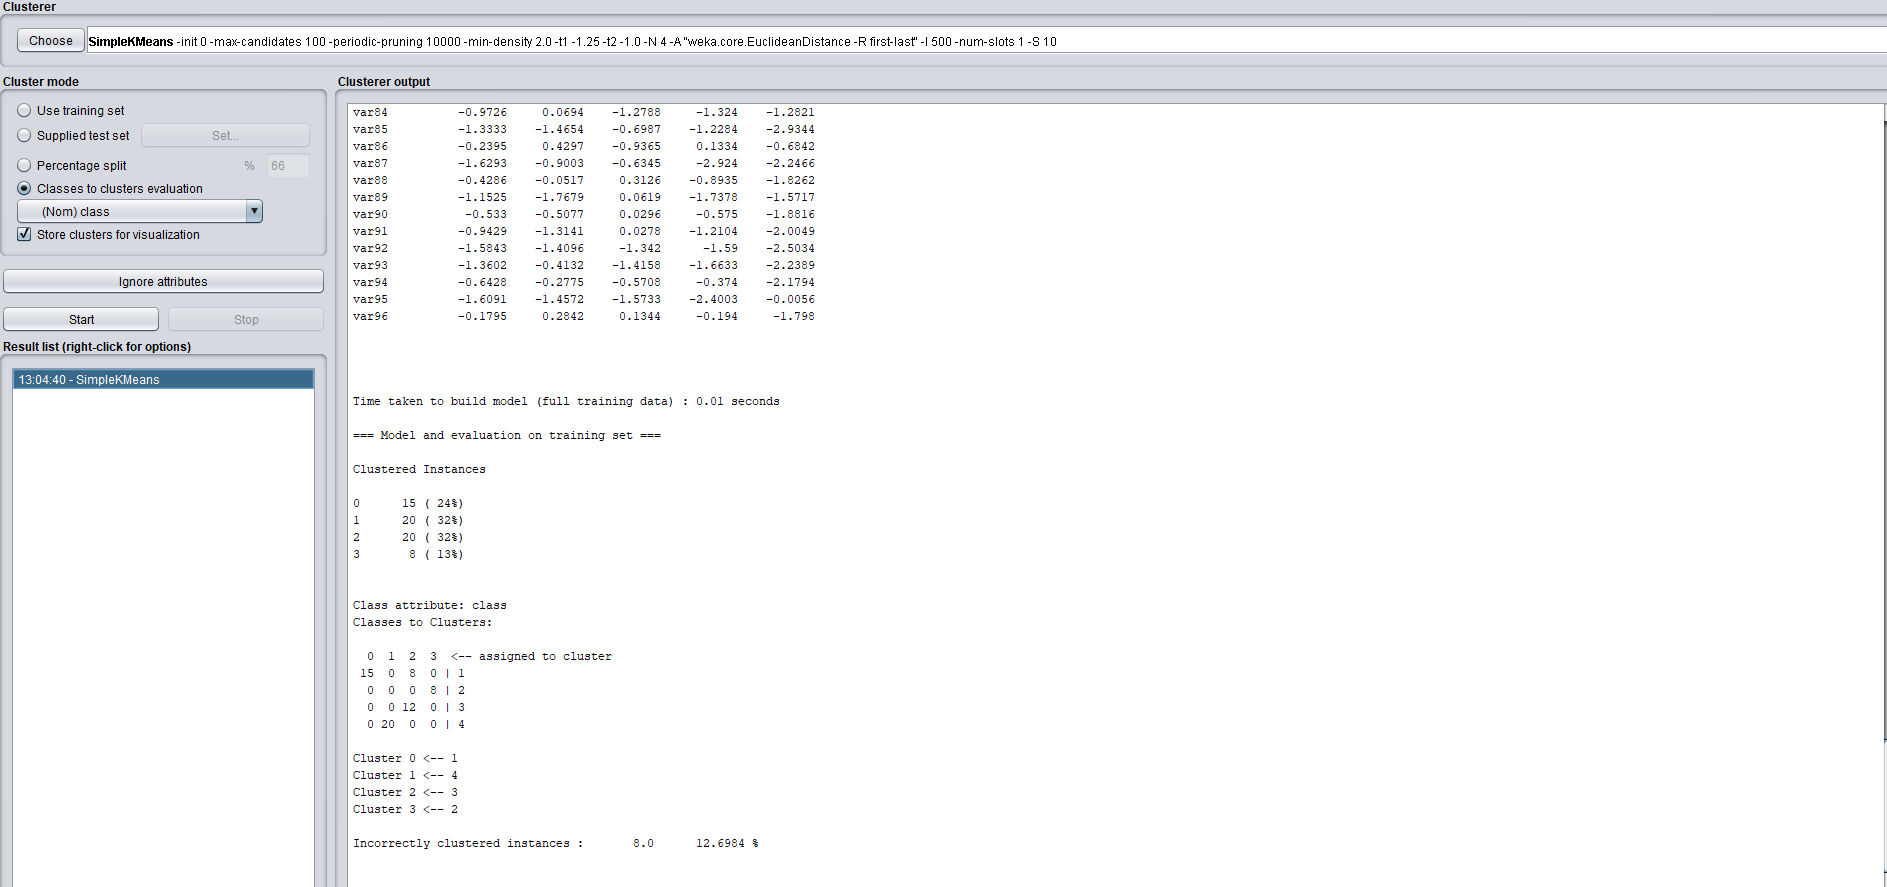 Clusterer
Choose SimpleKMeans -init 0 -max-candidates 100 -periodic-pruning 10000 -min-density 2.0 -t1 -1.25 -t2 -1.0 -N 4 -A "weka.core.EuclideanDistance -R first-last" -I 500 -num-slots 1 -S 10
Cluster mode
Use training set
Supplied test set Set...
Percentage split % 66
Classes to clusters evaluation
(Nom) class
Store clusters for visualization
Ignore attributes
Start Stop
Result list (right-click for options)
13:04:40 - SimpleKMeans
Clusterer output
var84 -0.9726 0.0694 -1.2788 -1.324 -1.2821
var85 -1.3333 -1.4654 -0.6987 -1.2284 -2.9344
var86 -0.2395 0.4297 -0.9365 0.1334 -0.6842
var87 -1.6293 -0.9003 -0.6345 -2.924 -2.2466
var88 -0.4286 -0.0517 0.3126 -0.8935 -1.8262
var89 -1.1525 -1.7679 0.0619 -1.7378 -1.5717
var90 -0.533 -0.5077 0.0296 -0.575 -1.8816
var91 -0.9429 -1.3141 0.0278 -1.2104 -2.0049
var92 -1.5843 -1.4096 -1.342 -1.59 -2.5034
var93 -1.3602 -0.4132 -1.4158 -1.6633 -2.2389
var94 -0.6428 -0.2775 -0.5708 -0.374 -2.1794
var95 -1.6091 -1.4572 -1.5733 -2.4003 -0.0056
var96 -0.1795 0.2842 0.1344 -0.194 -1.798
Time taken to build model (full training data) : 0.01 seconds
=== Model and evaluation on training set ===
Clustered Instances
0 15 ( 24%)
1 20 ( 32%)
2 20 ( 32%)
3 8 ( 13%)
Class attribute: class
Classes to Clusters:
0 1 2 3 <-- assigned to cluster
15 0 8 0 | 1
0 0 0 8 | 2
0 0 12 0 | 3
0 20 0 0 | 4
Cluster 0 <-- 1
Cluster 1 <-- 4
Cluster 2 <-- 3
Cluster 3 <-- 2
Incorrectly clustered instances : 8.0 12.6984 %